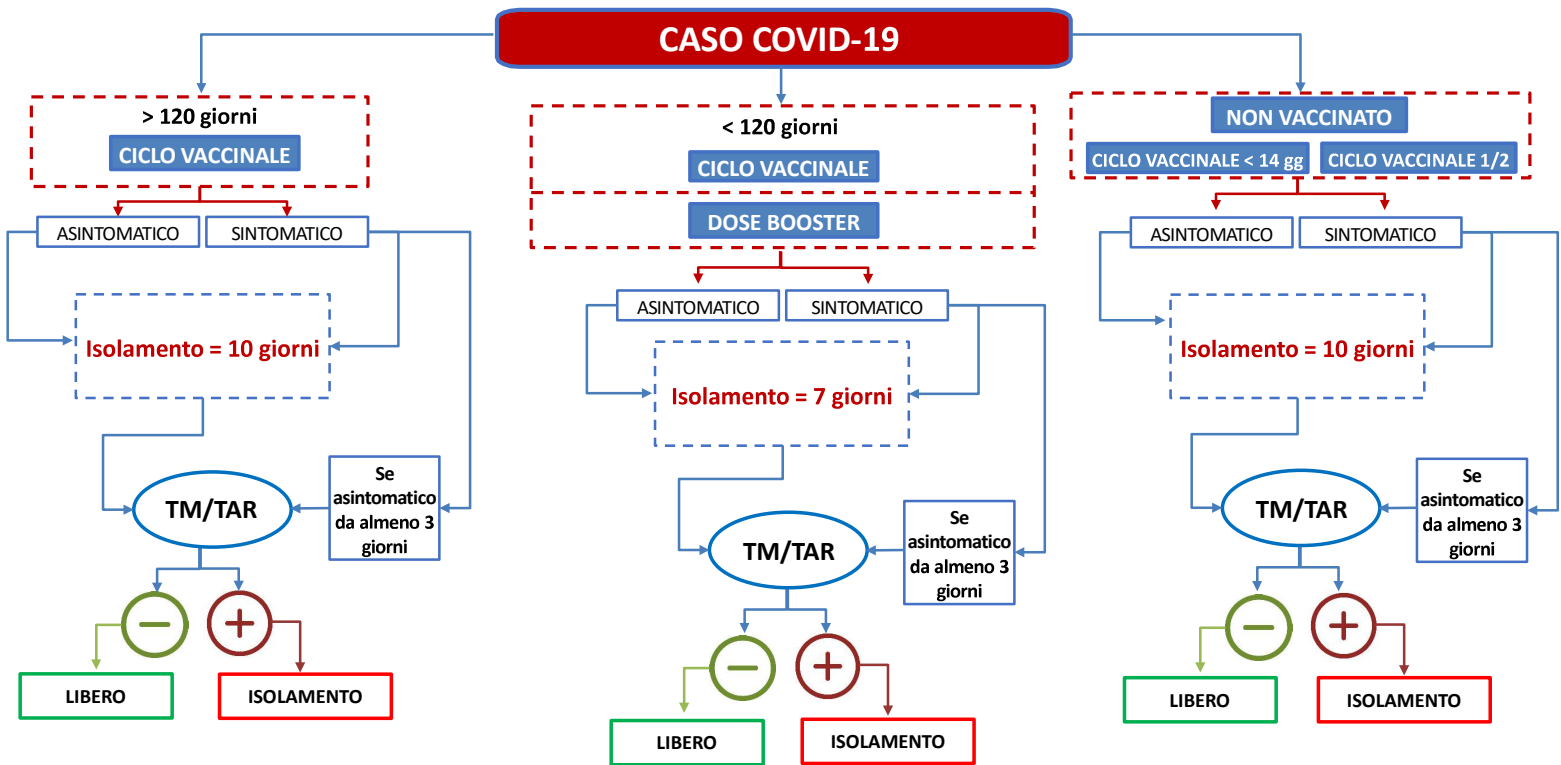 CASO COVID-19
> 120 giorni
CICLO VACCINALE
ASINTOMATICO
SINTOMATICO
Isolamento = 10 giorni
TM/TAR
Se
asintomatico
da almeno 3
giorni
LIBERO
ISOLAMENTO
< 120 giorni
CICLO VACCINALE
DOSE BOOSTER
ASINTOMATICO
SINTOMATICO
Isolamento = 7 giorni
TM/TAR
Se
asintomatico
da almeno 3
giorni
LIBERO
ISOLAMENTO
NON VACCINATO
CICLO VACCINALE < 14 gg
CICLO VACCINALE 1/2
ASINTOMATICO
SINTOMATICO
Isolamento = 10 giorni
TM/TAR
Se
asintomatico
da almeno 3
giorni
LIBERO
ISOLAMENTO